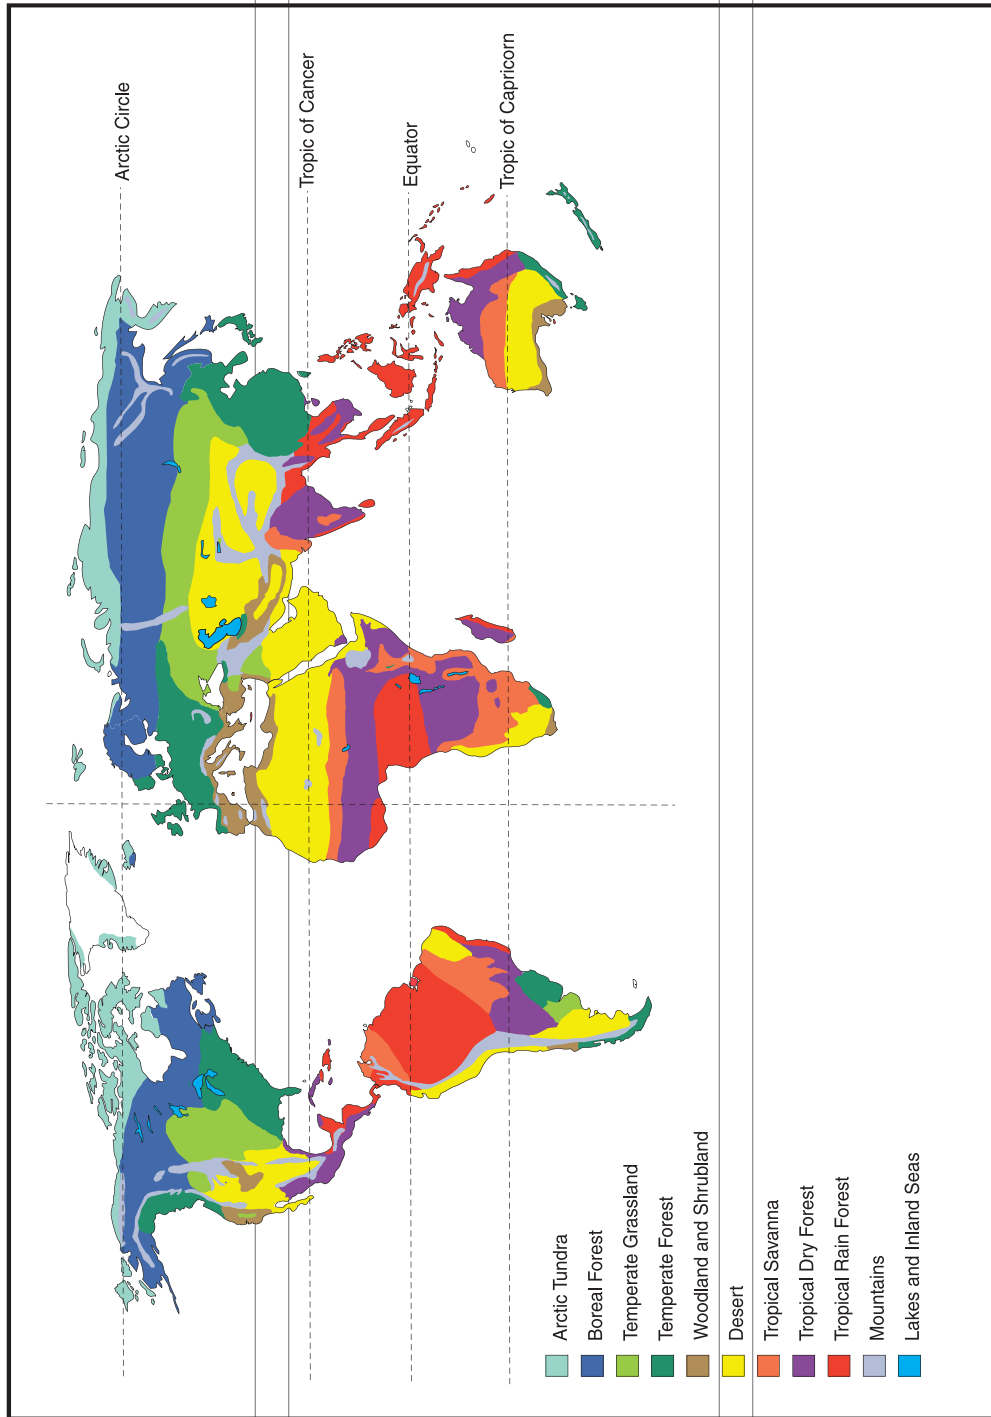 Arctic Circle
Tropic of Cancer
Equator
Tropic of Capricorn
Arctic Tundra
Boreal Forest
Temperate Grassland
Temperate Forest
Woodland and Shrubland
Desert
Tropical Savanna
Tropical Dry Forest
Tropical Rain Forest
Mountains
Lakes and Inland Seas